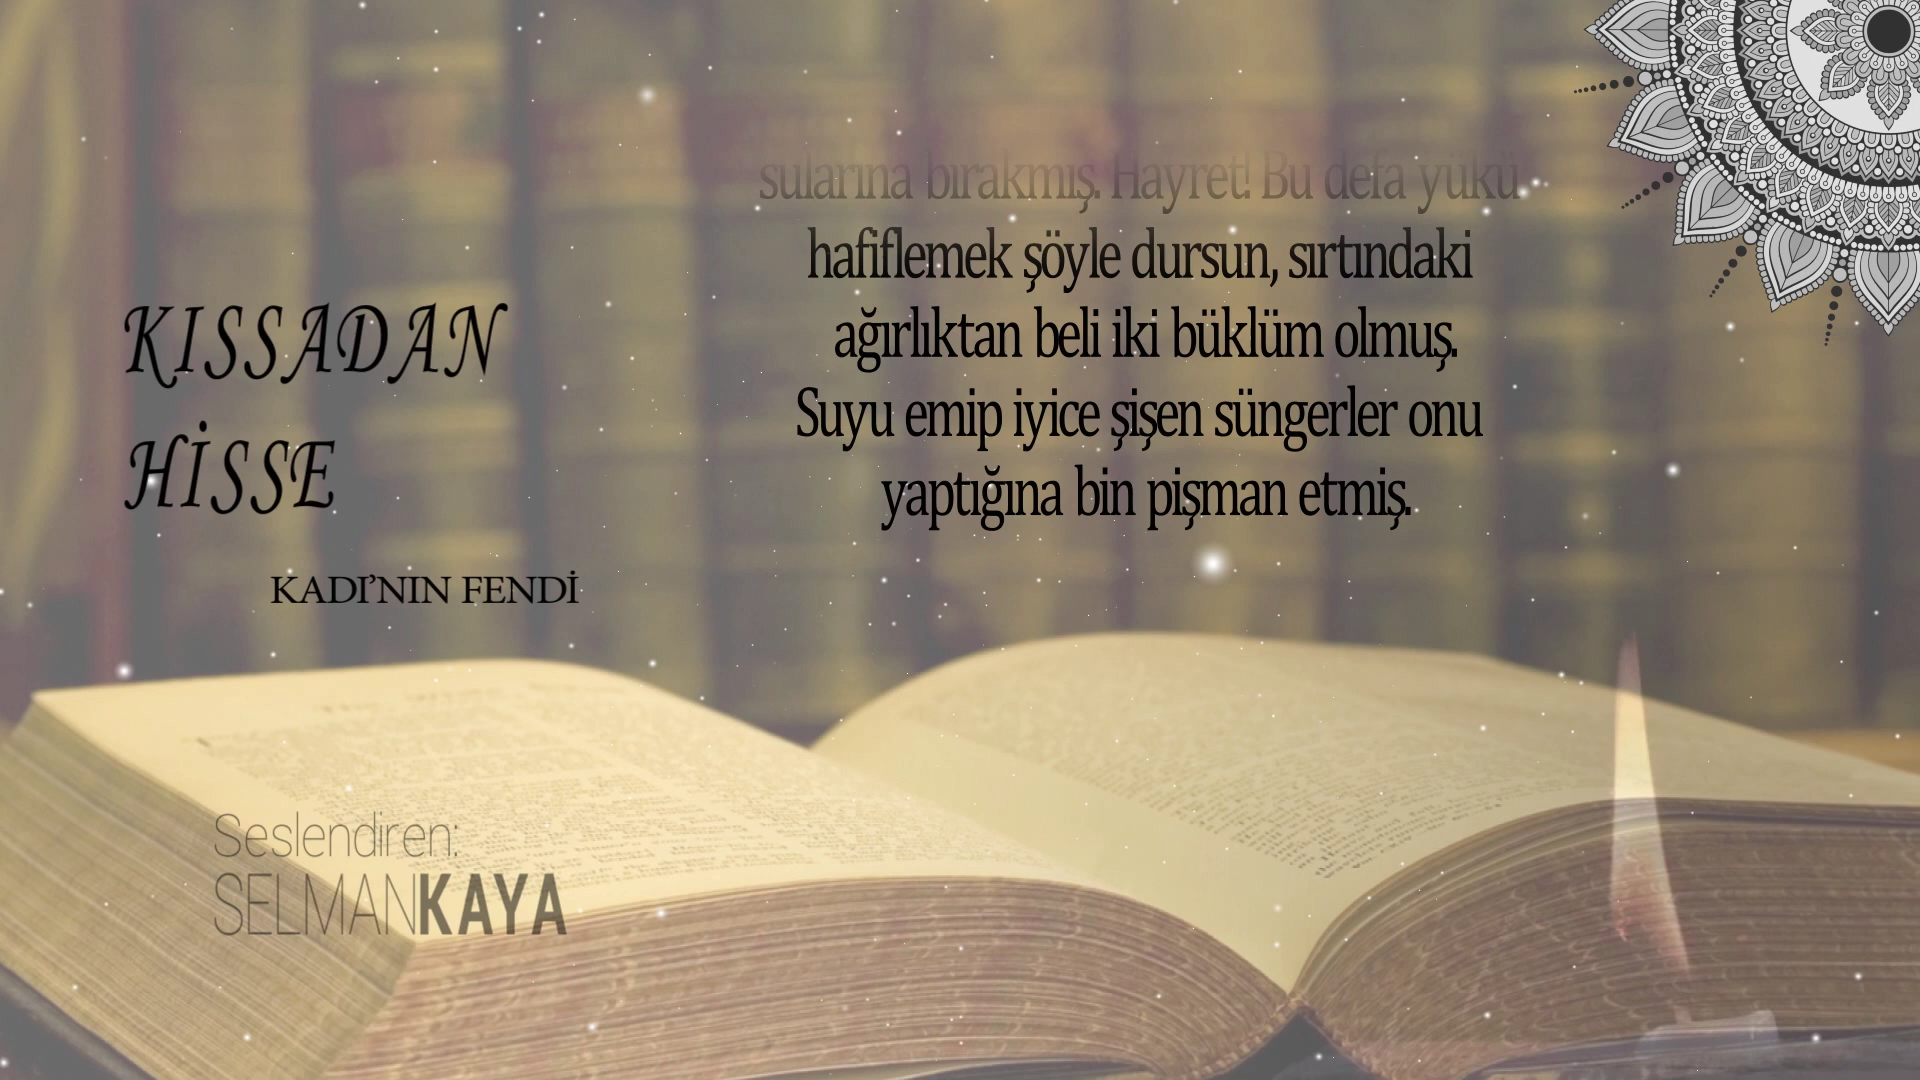 KISSADAN
HİSSE
KADI’NIN FENDİ
sularına bırakmış. Hayret! Bu defa yükü
hafiflemek şöyle dursun, sırtındaki
ağırlıktan beli iki büklüm olmuş.
Suyu emip iyice şişen süngerler onu
yaptığına bin pişman etmiş.
Seslendiren:
SELMANKAYA